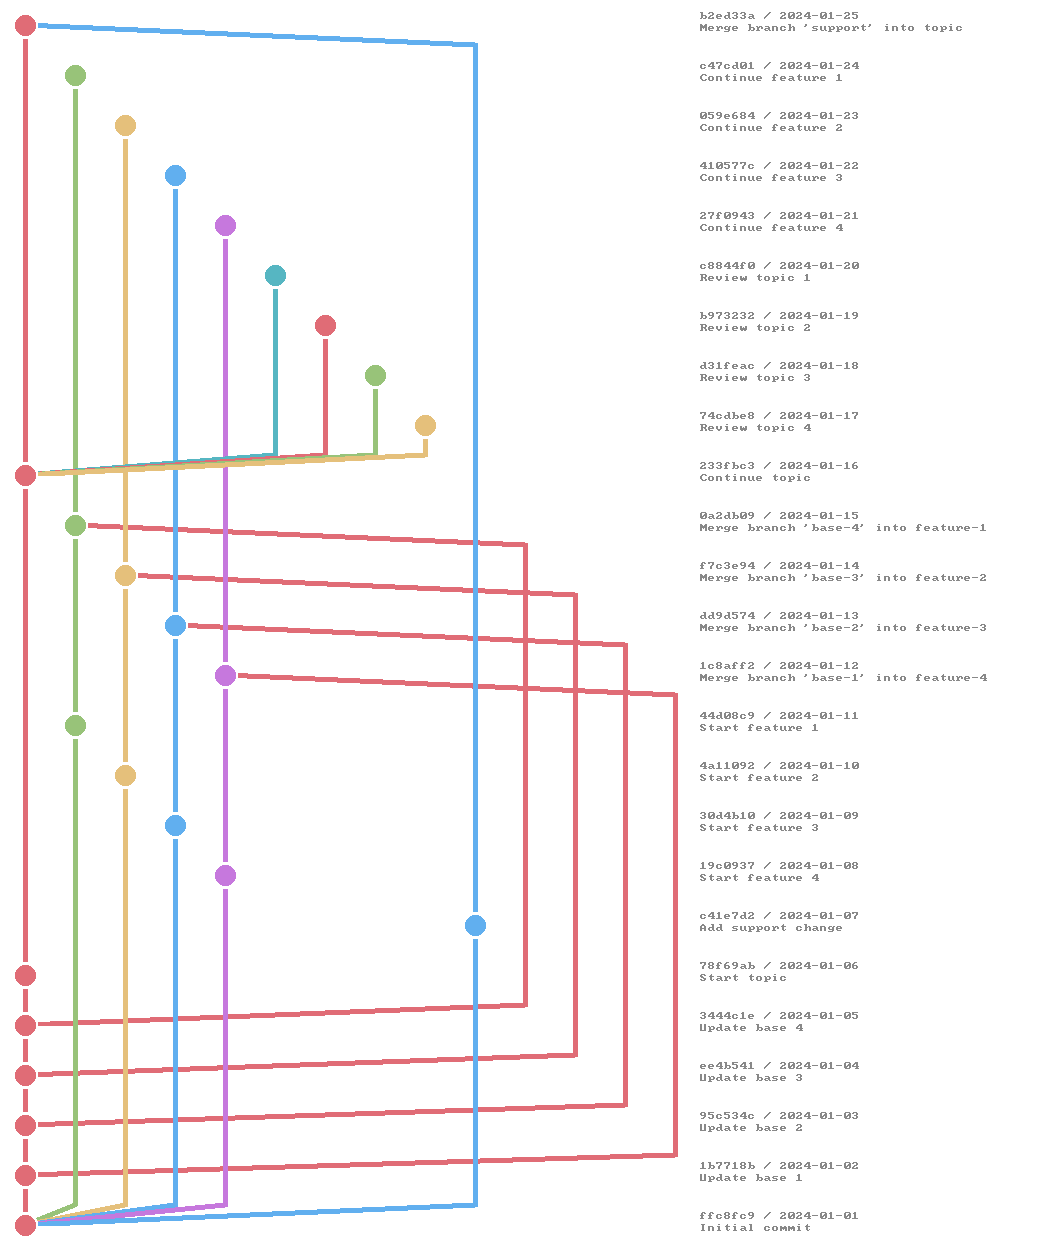 b2ed33a / 2024-01-25
Merge branch 'support' into topic
c47cd01 / 2024-01-24
Continue feature 1
059e684 / 2024-01-23
Continue feature 2
410577c / 2024-01-22
Continue feature 3
27f0943 / 2024-01-21
Continue feature 4
c8844f0 / 2024-01-20
Review topic 1
b973232 / 2024-01-19
Review topic 2
d31feac / 2024-01-18
Review topic 3
74cdbe8 / 2024-01-17
Review topic 4
233fbc3 / 2024-01-16
Continue topic
0a2db09 / 2024-01-15
Merge branch 'base-4' into feature-1
f7c3e94 / 2024-01-14
Merge branch 'base-3' into feature-2
dd9d574 / 2024-01-13
Merge branch 'base-2' into feature-3
1c8aff2 / 2024-01-12
Merge branch 'base-1' into feature-4
44d08c9 / 2024-01-11
Start feature 1
4a11092 / 2024-01-10
Start feature 2
30d4b10 / 2024-01-09
Start feature 3
19c0937 / 2024-01-08
Start feature 4
c41e7d2 / 2024-01-07
Add support change
78f69ab / 2024-01-06
Start topic
3444c1e / 2024-01-05
Update base 4
ee4b541 / 2024-01-04
Update base 3
95c534c / 2024-01-03
Update base 2
1b7718b / 2024-01-02
Update base 1
ffc8fc9 / 2024-01-01
Initial commit